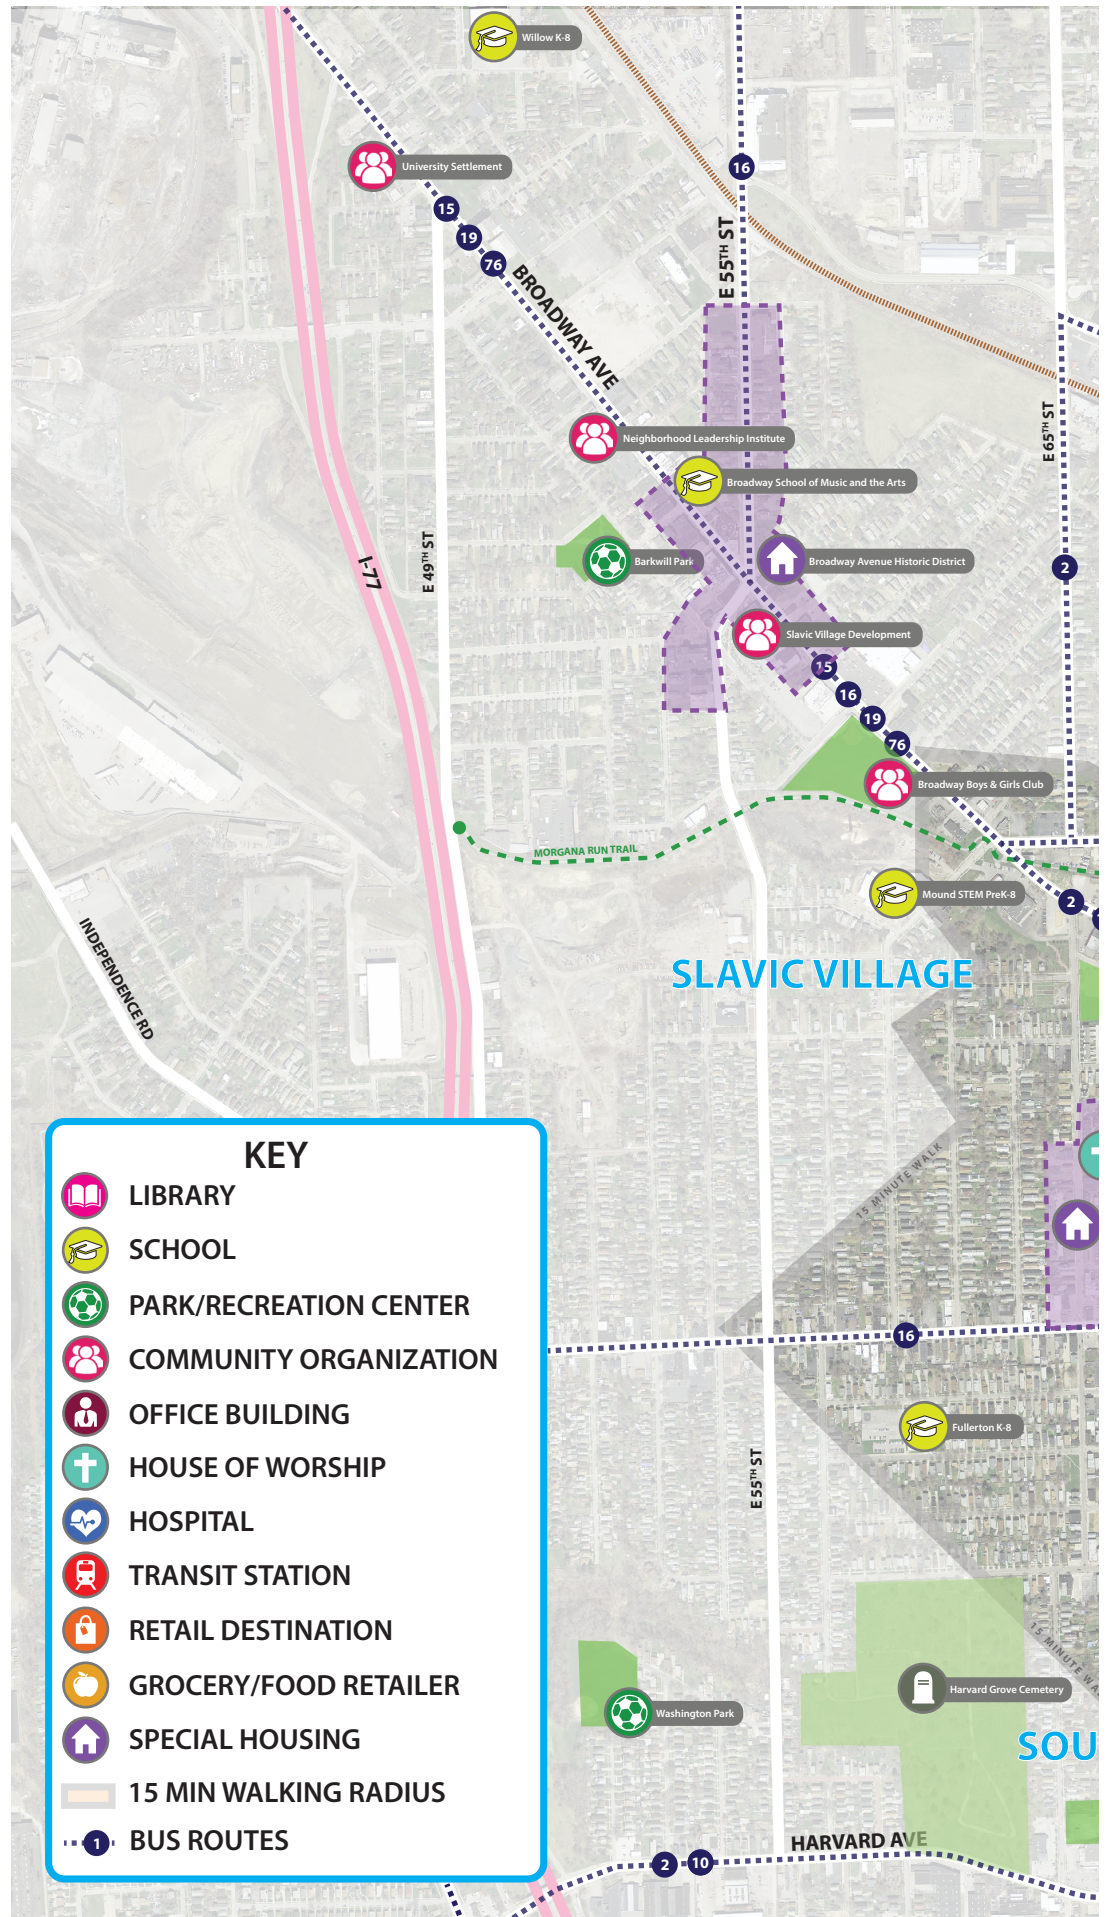 Willow K-8
University Settlement
16
15
19
76
E 55TH ST
BROADWAY AVE
E 65TH ST
Neighborhood Leadership Institute
Broadway School of Music and the Arts
I-77
E 49TH ST
Barkwill Park
Broadway Avenue Historic District
2
Slavic Village Development
15
16
19
76
Broadway Boys & Girls Club
MORGANA RUN TRAIL
Mound STEM PreK-8
2
INDEPENDENCE RD
SLAVIC VILLAGE
15 MINUTE WALK
16
Fullerton K-8
E 55TH ST
15 MINUTE WA
Harvard Grove Cemetery
Washington Park
SOU
HARVARD AVE
2
10
KEY
LIBRARY
SCHOOL
PARK/RECREATION CENTER
COMMUNITY ORGANIZATION
OFFICE BUILDING
HOUSE OF WORSHIP
HOSPITAL
TRANSIT STATION
RETAIL DESTINATION
GROCERY/FOOD RETAILER
SPECIAL HOUSING
15 MIN WALKING RADIUS
1
BUS ROUTES